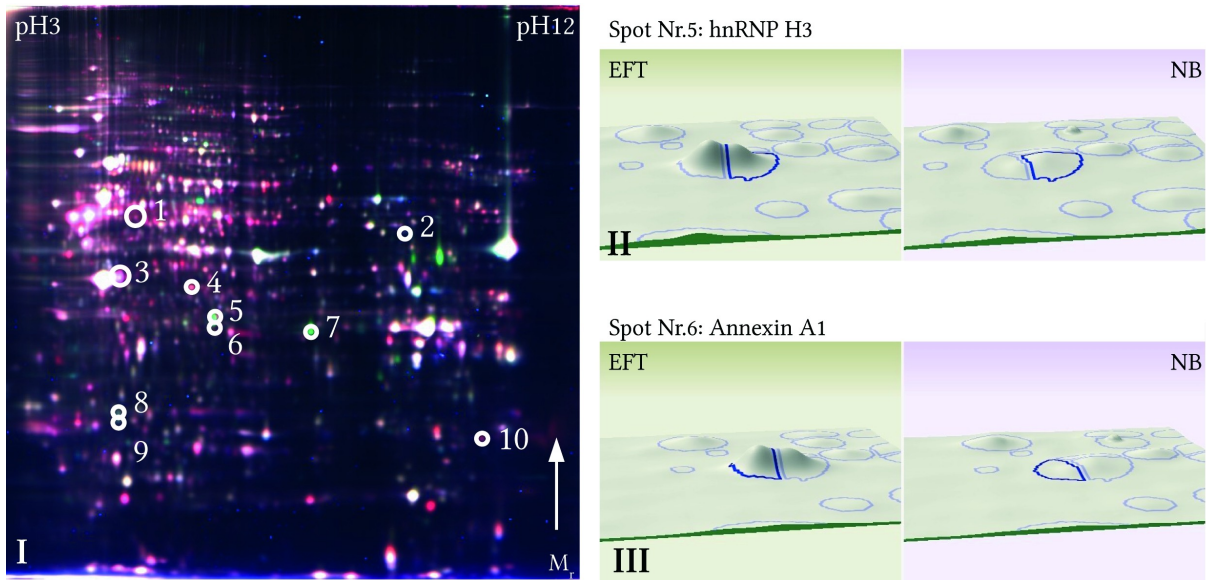 pH3
pH12
1
2
3
4
5
6
7
8
9
10
I
Mr
Spot Nr.5: hnRNP H3
EFT
NB
II
Spot Nr.6: Annexin A1
EFT
NB
III